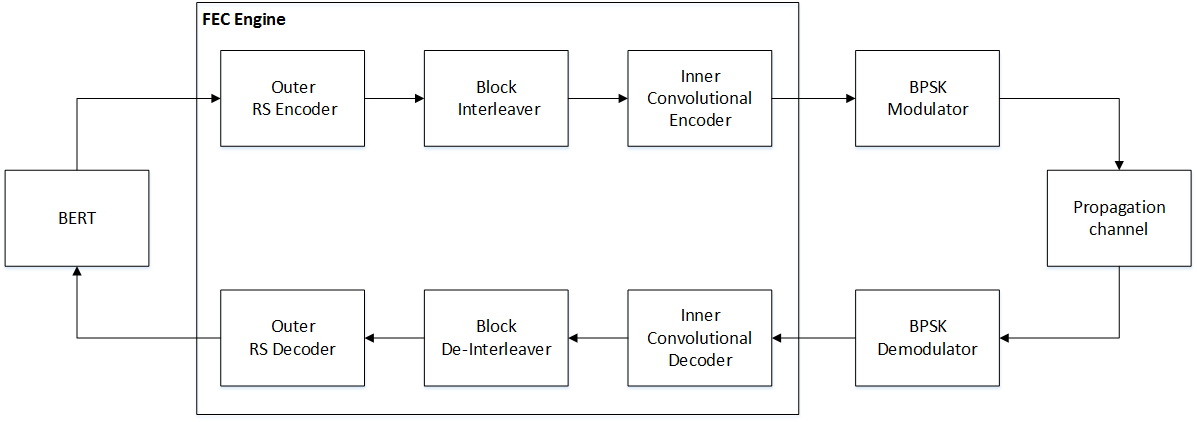 FEC Engine
Outer
RS Encoder
Block
Interleaver
Inner
Convolutional
Encoder
BPSK
Modulator
BERT
Propagation
channel
Outer
RS Decoder
Block
De-Interleaver
Inner
Convolutional
Decoder
BPSK
Demodulator